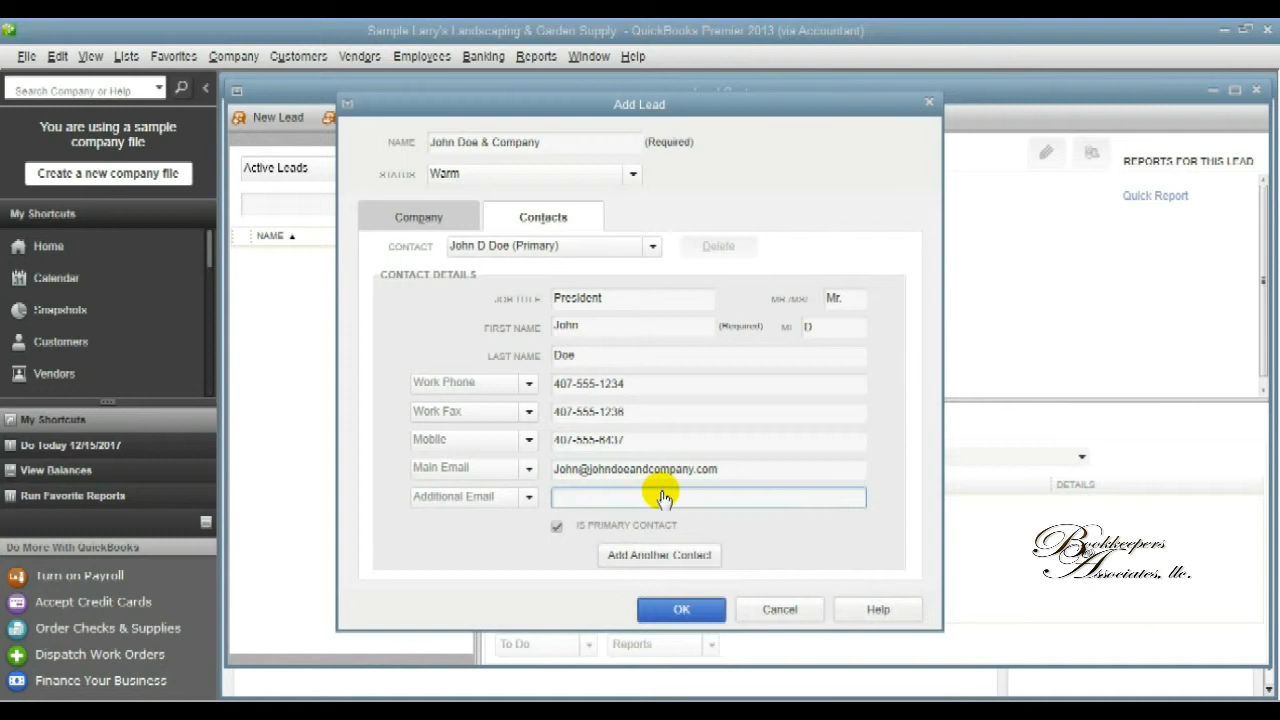 Sample Larry's Landscaping & Garden Supply - QuickBooks Premier 2013 (via Accountant)
File Edit View Lists Favorites Company Customers Vendors Employees Banking Reports Window Help
Search Company or Help
You are using a sample
company file
Create a new company file
My Shortcuts
Home
Calendar
Snapshots
Customers
Vendors
My Shortcuts
Do Today 12/15/2017
View Balances
Run Favorite Reports
Do More With QuickBooks
Turn on Payroll
Accept Credit Cards
Order Checks & Supplies
Dispatch Work Orders
Finance Your Business
New Lead
Active Leads
NAME
Add Lead
NAME John Doe & Company (Required)
STATUS Warm
Company Contacts
CONTACT John D Doe (Primary) Delete
CONTACT DETAILS
JOB TITLE President MR./MS./ Mr.
FIRST NAME John (Required) MI D
LAST NAME Doe
Work Phone 407-555-1234
Work Fax 407-555-1236
Mobile 407-555-6437
Main Email John@johndoeandcompany.com
Additional Email
IS PRIMARY CONTACT
Add Another Contact
OK Cancel Help
REPORTS FOR THIS LEAD
Quick Report
DETAILS
Bookkeepers
Associates, llc.
To Do Reports